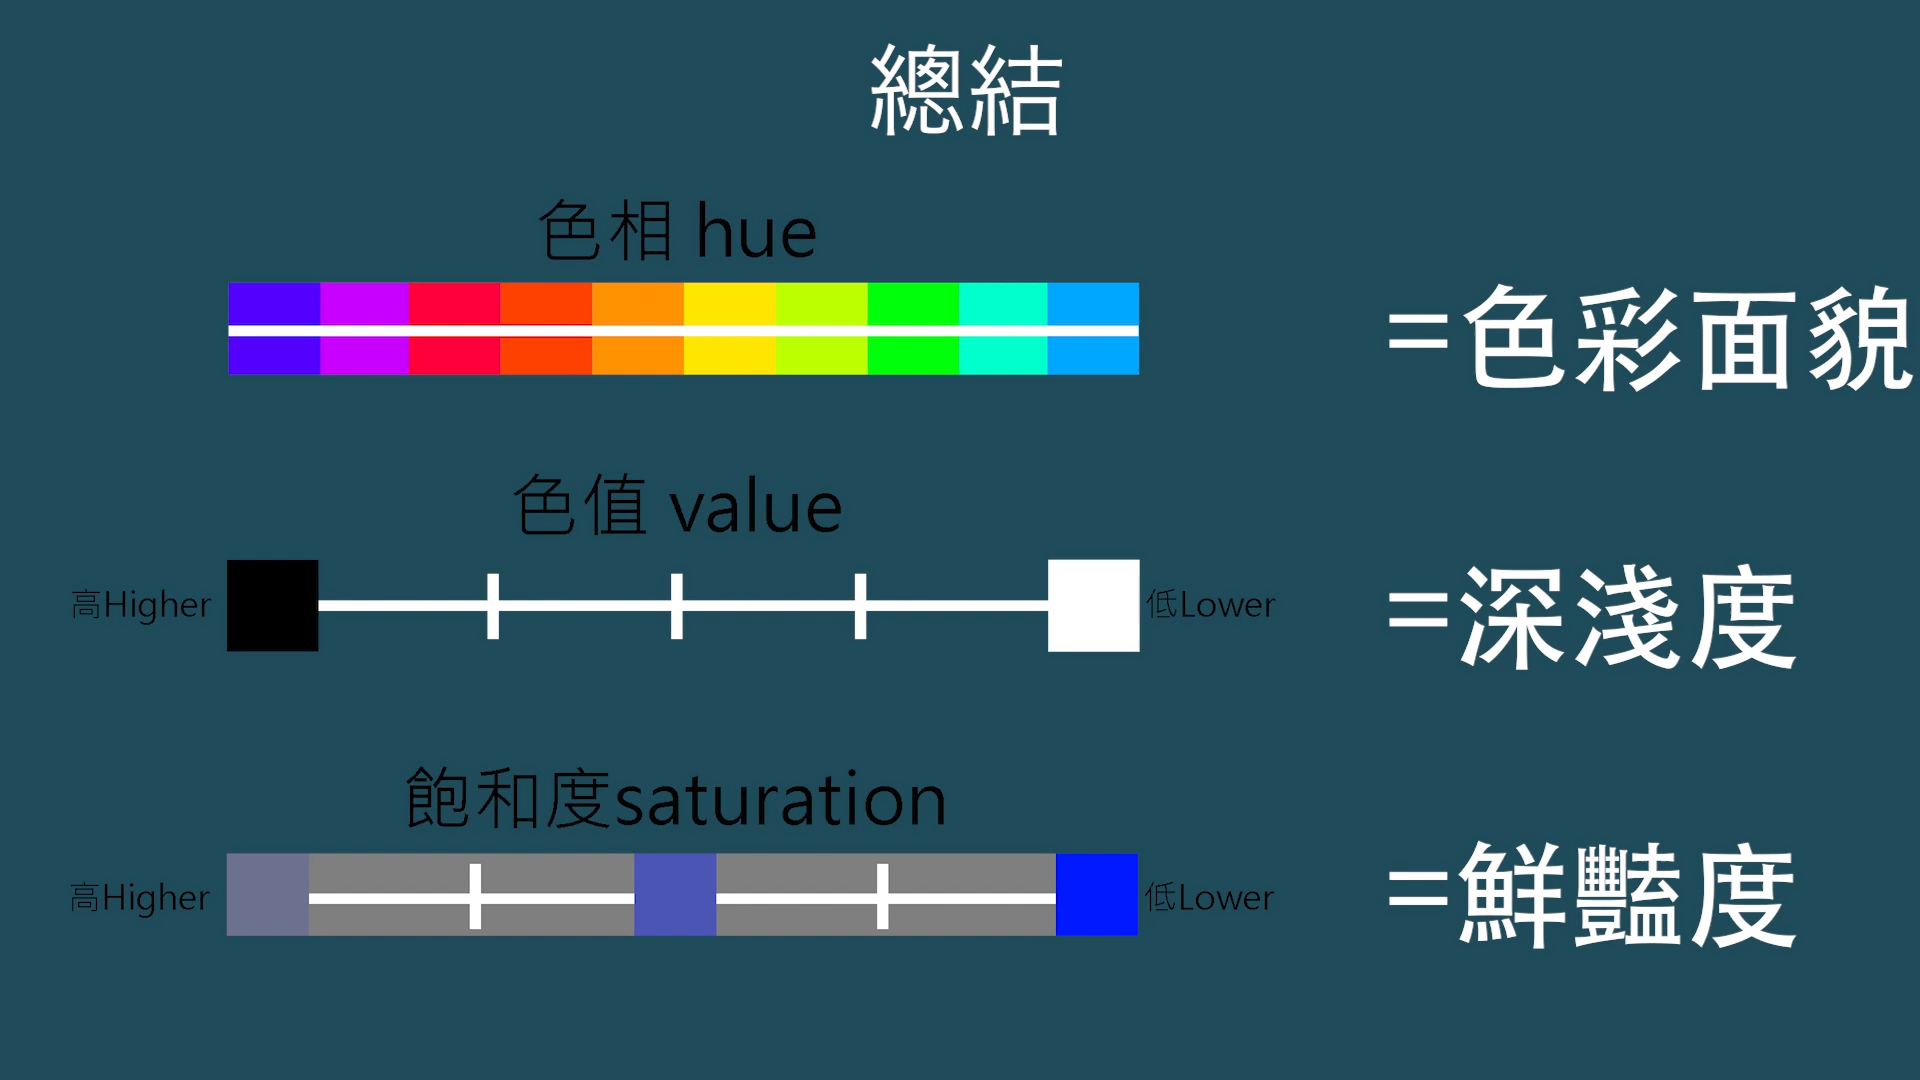 總結
色相 hue
=色彩面貌
色值 value
高Higher
低Lower
=深淺度
飽和度saturation
高Higher
低Lower
=鮮豔度